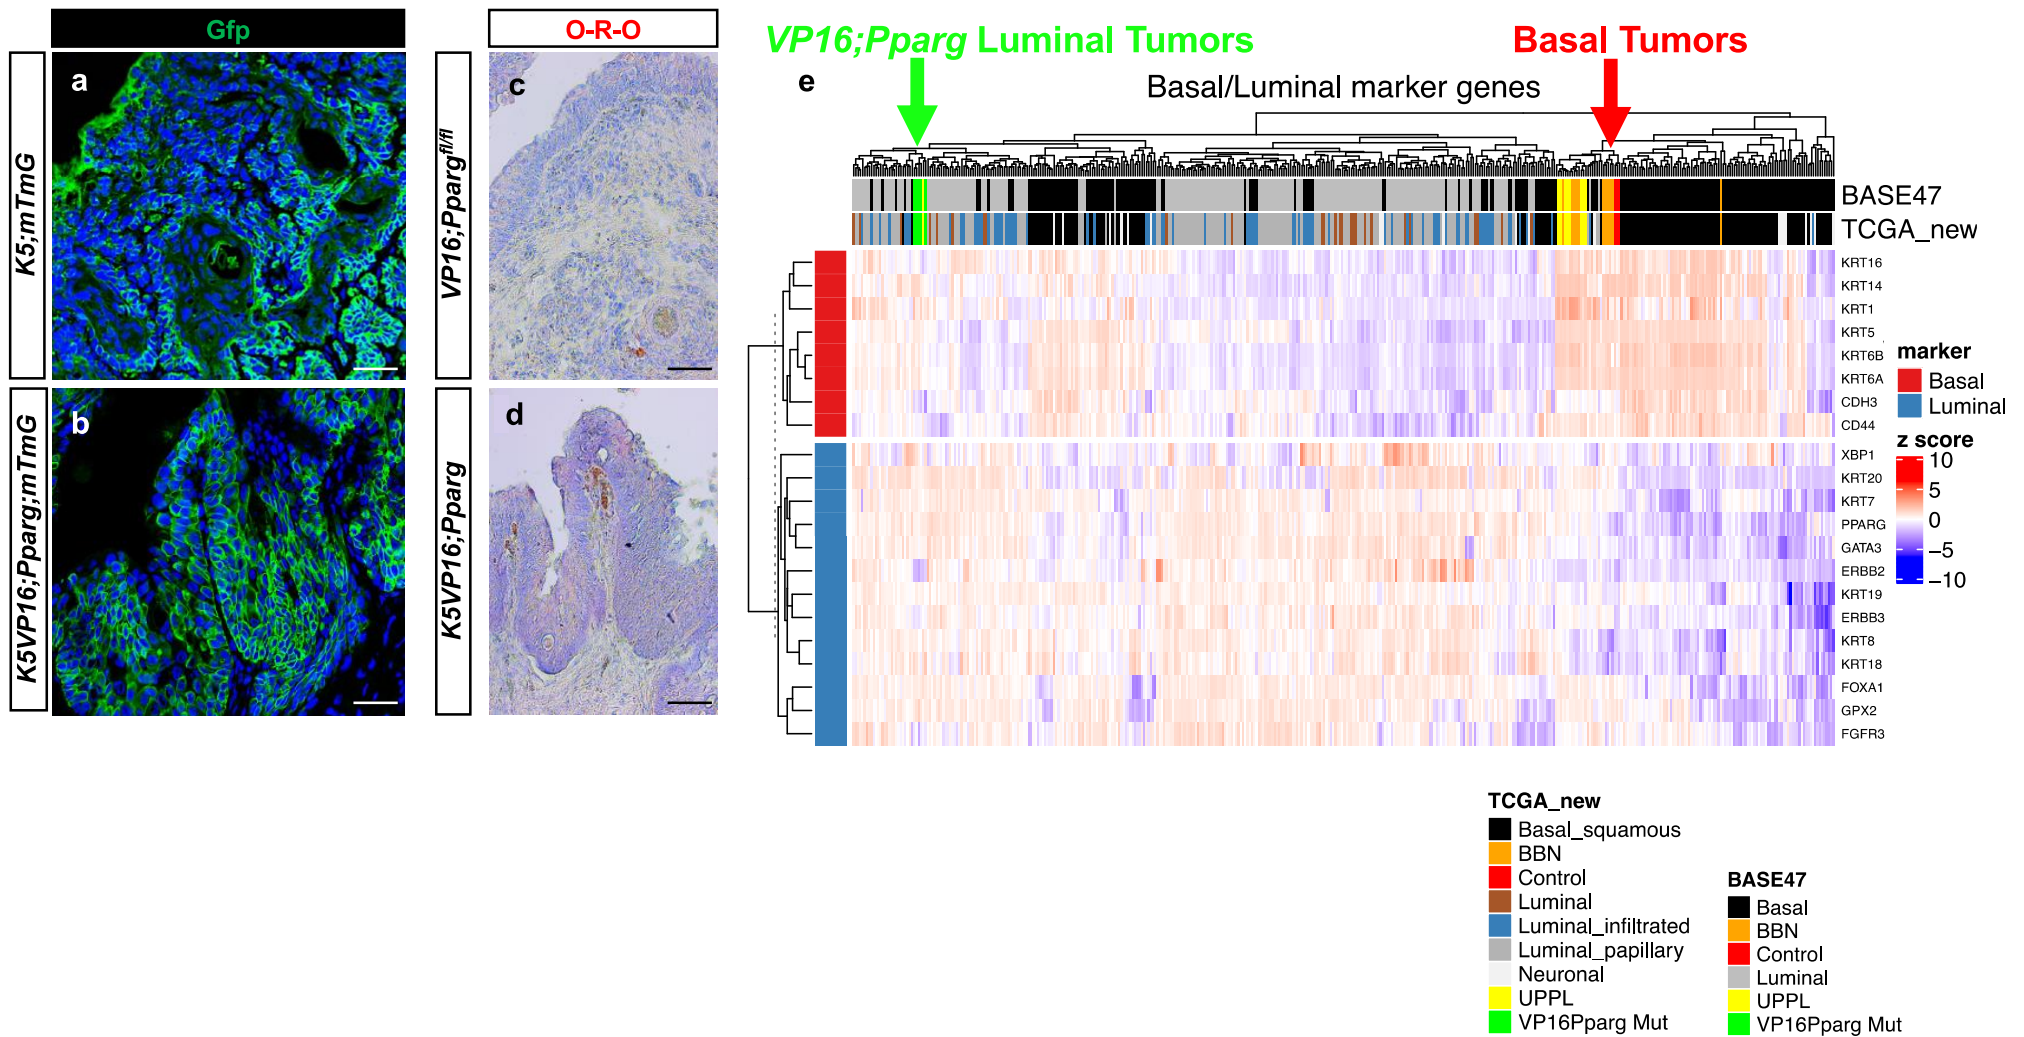 Gfp
K5;mTmG
a
K5VP16;Pparg;mTmG
b
O-R-O
VP16;Pparg^fl/fl
c
K5VP16;Pparg
d
VP16;Pparg Luminal Tumors
Basal Tumors
e
Basal/Luminal marker genes
BASE47
TCGA_new
KRT16
KRT14
KRT1
KRT5
KRT6B
KRT6A
CDH3
CD44
XBP1
KRT20
KRT7
PPARG
GATA3
ERBB2
KRT19
ERBB3
KRT8
KRT18
FOXA1
GPX2
FGFR3
marker
Basal
Luminal
z score
10
5
0
−5
−10
TCGA_new
Basal_squamous
BBN
Control
Luminal
Luminal_infiltrated
Luminal_papillary
Neuronal
UPPL
VP16Pparg Mut
BASE47
Basal
BBN
Control
Luminal
UPPL
VP16Pparg Mut